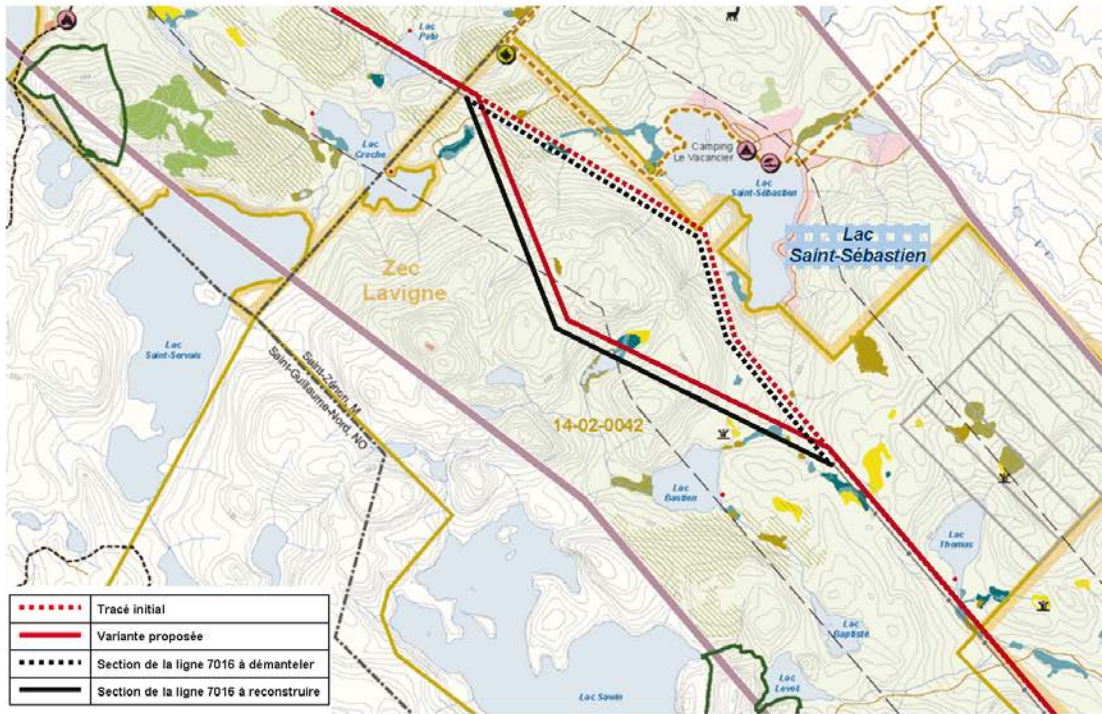 Lac
Paté
Lac
Croche
Camping
Le Vacancier
Lac
Saint-Sébastien
Lac
Saint-Sébastien
Zec
Lavigne
Lac
Saint-Servais
Saint-Zénon, M
Saint-Guillaume-Nord, NO
14-02-0042
Lac
Bastien
Lac
Thomas
Lac
Baptiste
Lac
Levot
Lac Sawin
Tracé initial
Variante proposée
Section de la ligne 7016 à démanteler
Section de la ligne 7016 à reconstruire